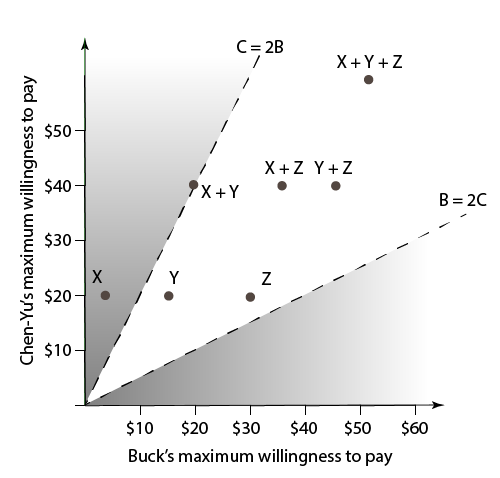 C = 2B
X + Y + Z
$50
X + Z
Y + Z
$40
X + Y
B = 2C
$30
X
Y
Z
$20
$10
$10
$20
$30
$40
$50
$60
Buck's maximum willingness to pay
Chen-Yu's maximum willingness to pay